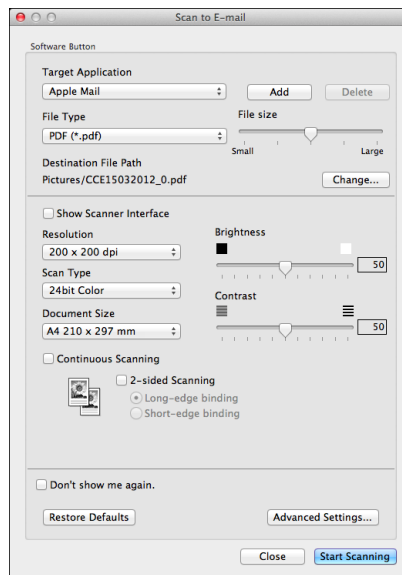 Scan to E-mail
Software Button
Target Application
Apple Mail
Add
Delete
File Type
File size
PDF (*.pdf)
Small
Large
Destination File Path
Pictures/CCE15032012_0.pdf
Change...
Show Scanner Interface
Resolution
Brightness
200 x 200 dpi
50
Scan Type
24bit Color
Contrast
Document Size
A4 210 x 297 mm
50
Continuous Scanning
2-sided Scanning
Long-edge binding
Short-edge binding
Don't show me again.
Restore Defaults
Advanced Settings...
Close
Start Scanning